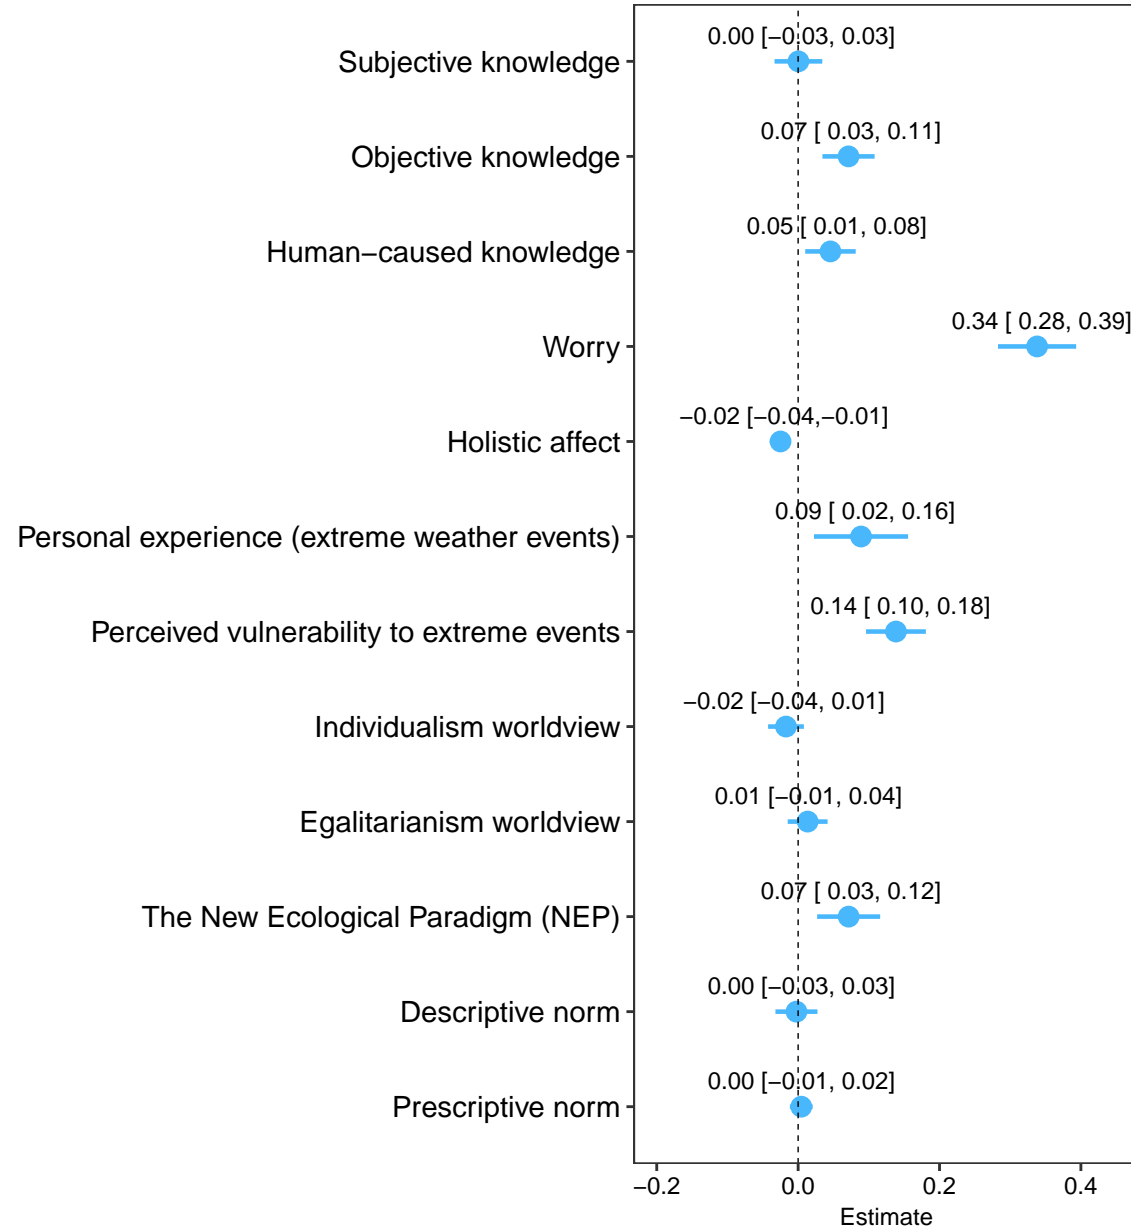 0.00 [−0.03, 0.03]
Subjective knowledge
0.07 [ 0.03, 0.11]
Objective knowledge
0.05 [ 0.01, 0.08]
Human−caused knowledge
0.34 [ 0.28, 0.39]
Worry
−0.02 [−0.04,−0.01]
Holistic affect
0.09 [ 0.02, 0.16]
Personal experience (extreme weather events)
0.14 [ 0.10, 0.18]
Perceived vulnerability to extreme events
−0.02 [−0.04, 0.01]
Individualism worldview
0.01 [−0.01, 0.04]
Egalitarianism worldview
0.07 [ 0.03, 0.12]
The New Ecological Paradigm (NEP)
0.00 [−0.03, 0.03]
Descriptive norm
0.00 [−0.01, 0.02]
Prescriptive norm
−0.2 0.0 0.2 0.4
Estimate